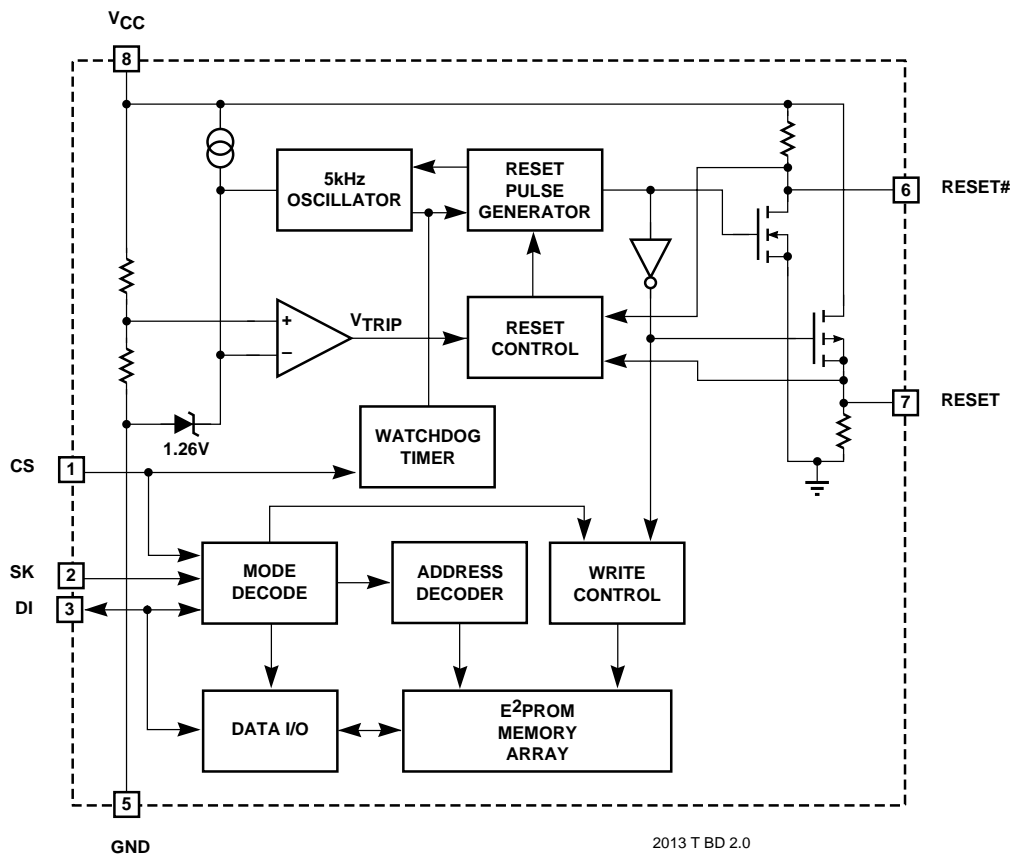 VCC
8
5kHz
OSCILLATOR
RESET
PULSE
GENERATOR
6
RESET#
+
−
VTRIP
RESET
CONTROL
1.26V
WATCHDOG
TIMER
7
RESET
CS
1
SK
2
DI
3
MODE
DECODE
ADDRESS
DECODER
WRITE
CONTROL
DATA I/O
E2PROM
MEMORY
ARRAY
5
GND
2013 T BD 2.0